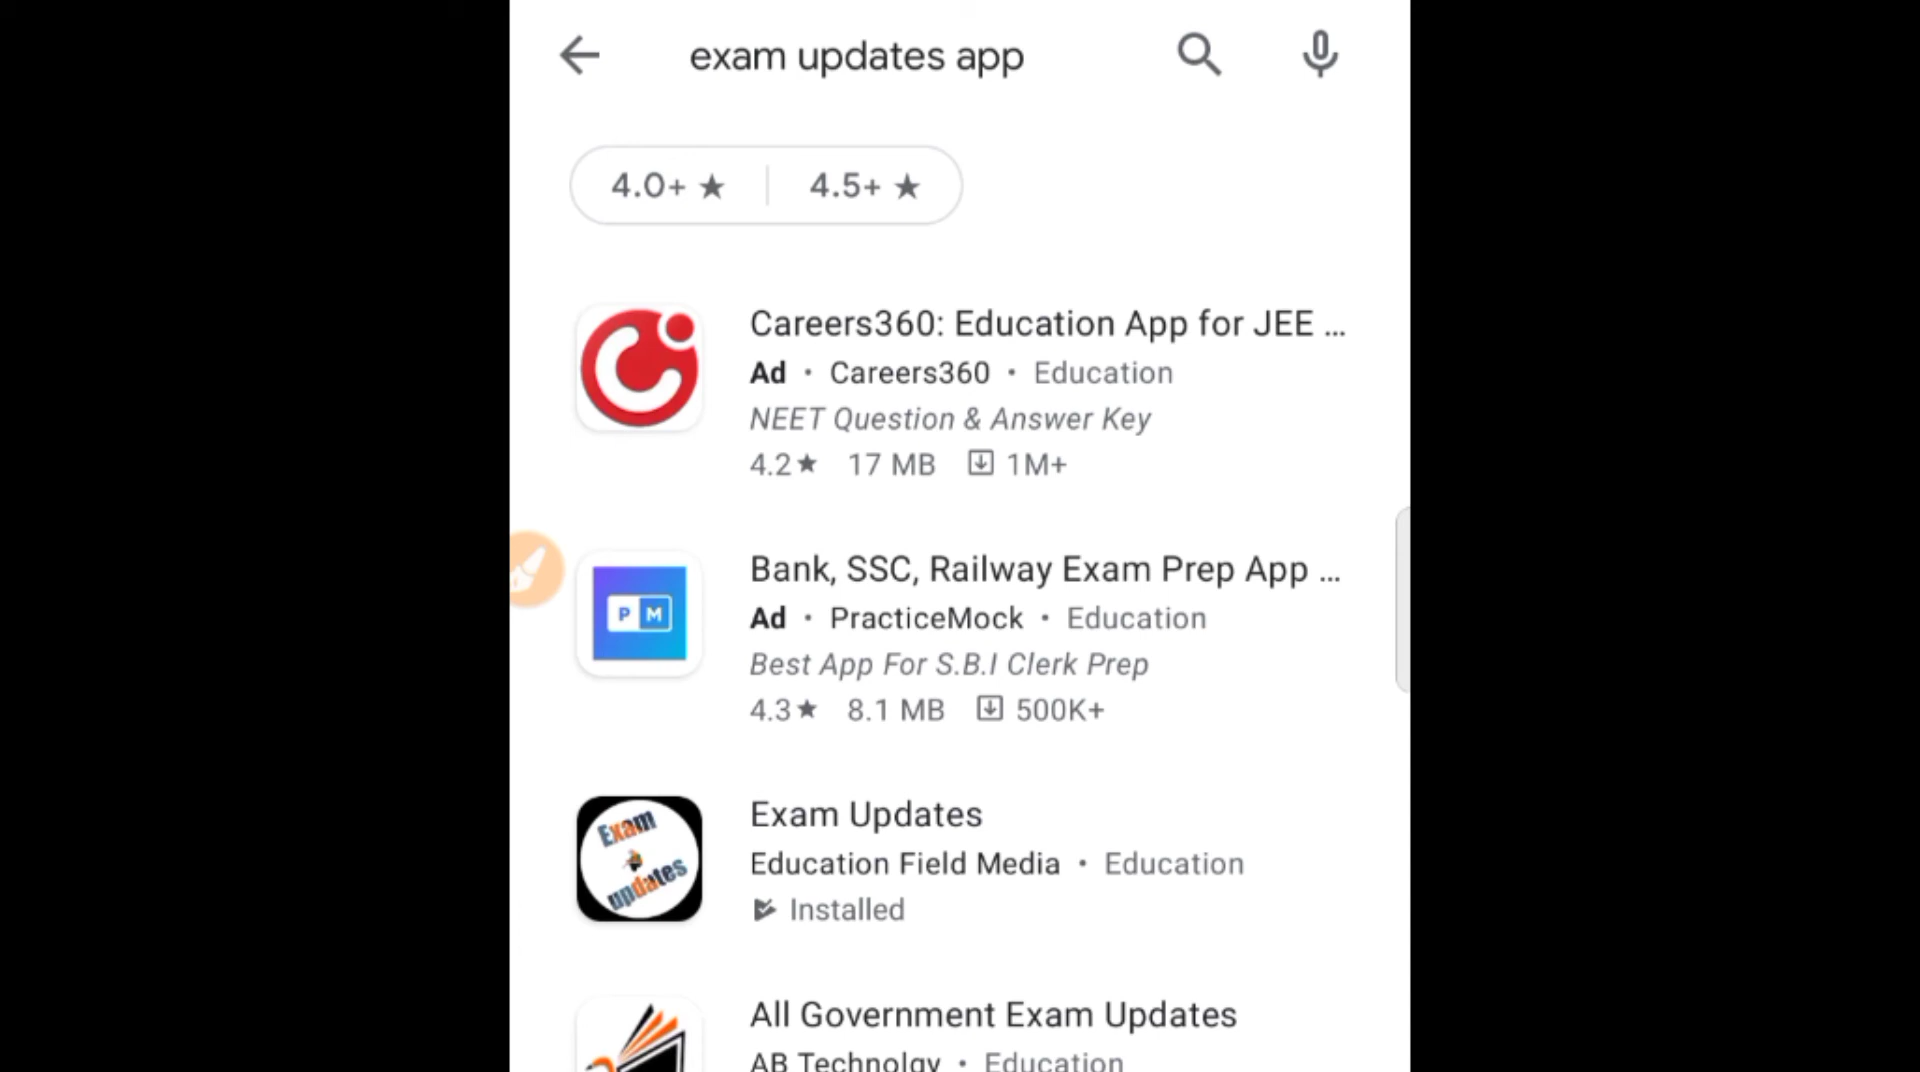 exam updates app
4.0+ ★ 4.5+ ★
Careers360: Education App for JEE ...
Ad • Careers360 • Education
NEET Question & Answer Key
4.2★ 17 MB 1M+
Bank, SSC, Railway Exam Prep App ...
P M
Ad • PracticeMock • Education
Best App For S.B.I Clerk Prep
4.3★ 8.1 MB 500K+
Exam
updates
Exam Updates
Education Field Media • Education
Installed
All Government Exam Updates
AB Technolgy • Education